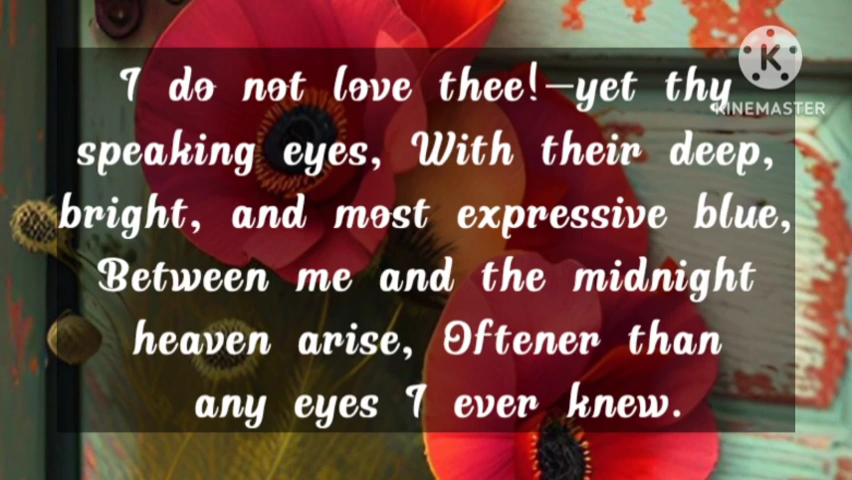 I do not love thee!—yet thy
speaking eyes, With their deep,
bright, and most expressive blue,
Between me and the midnight
heaven arise, Oftener than
any eyes I ever knew.
K
KINEMASTER